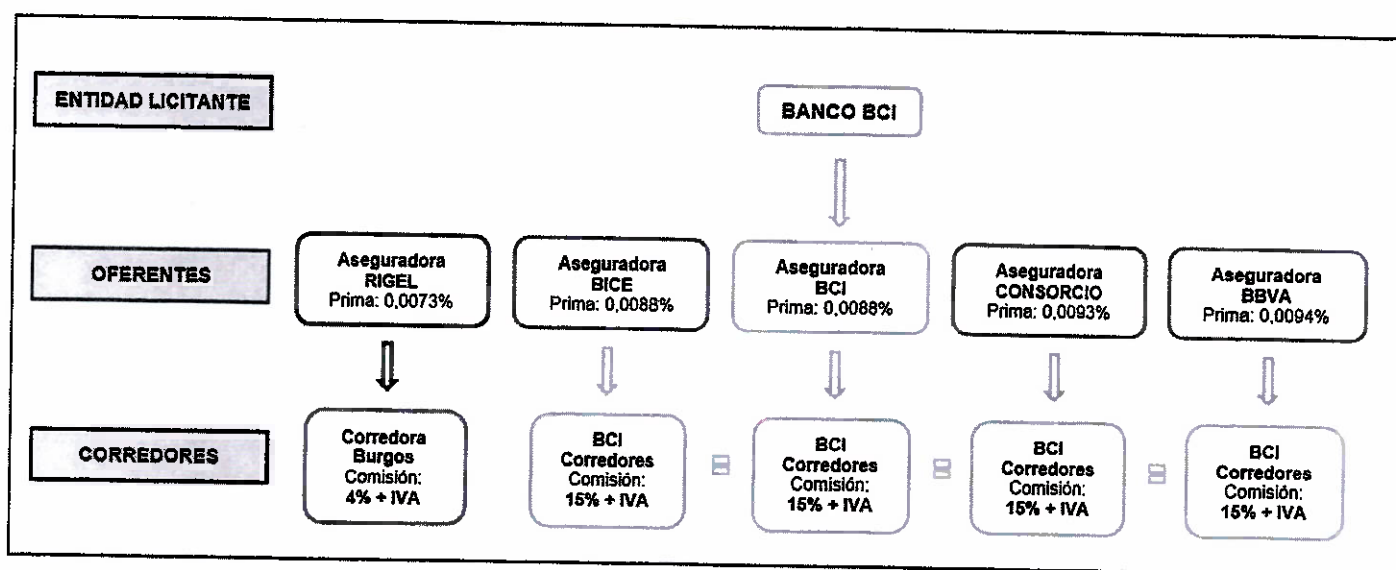 ENTIDAD LICITANTE
BANCO BCI
OFERENTES
Aseguradora
RIGEL
Prima: 0,0073%
Aseguradora
BICE
Prima: 0,0088%
Aseguradora
BCI
Prima: 0,0088%
Aseguradora
CONSORCIO
Prima: 0,0093%
Aseguradora
BBVA
Prima: 0,0094%
CORREDORES
Corredora
Burgos
Comisión:
4% + IVA
BCI
Corredores
Comisión:
15% + IVA
=
BCI
Corredores
Comisión:
15% + IVA
=
BCI
Corredores
Comisión:
15% + IVA
=
BCI
Corredores
Comisión:
15% + IVA